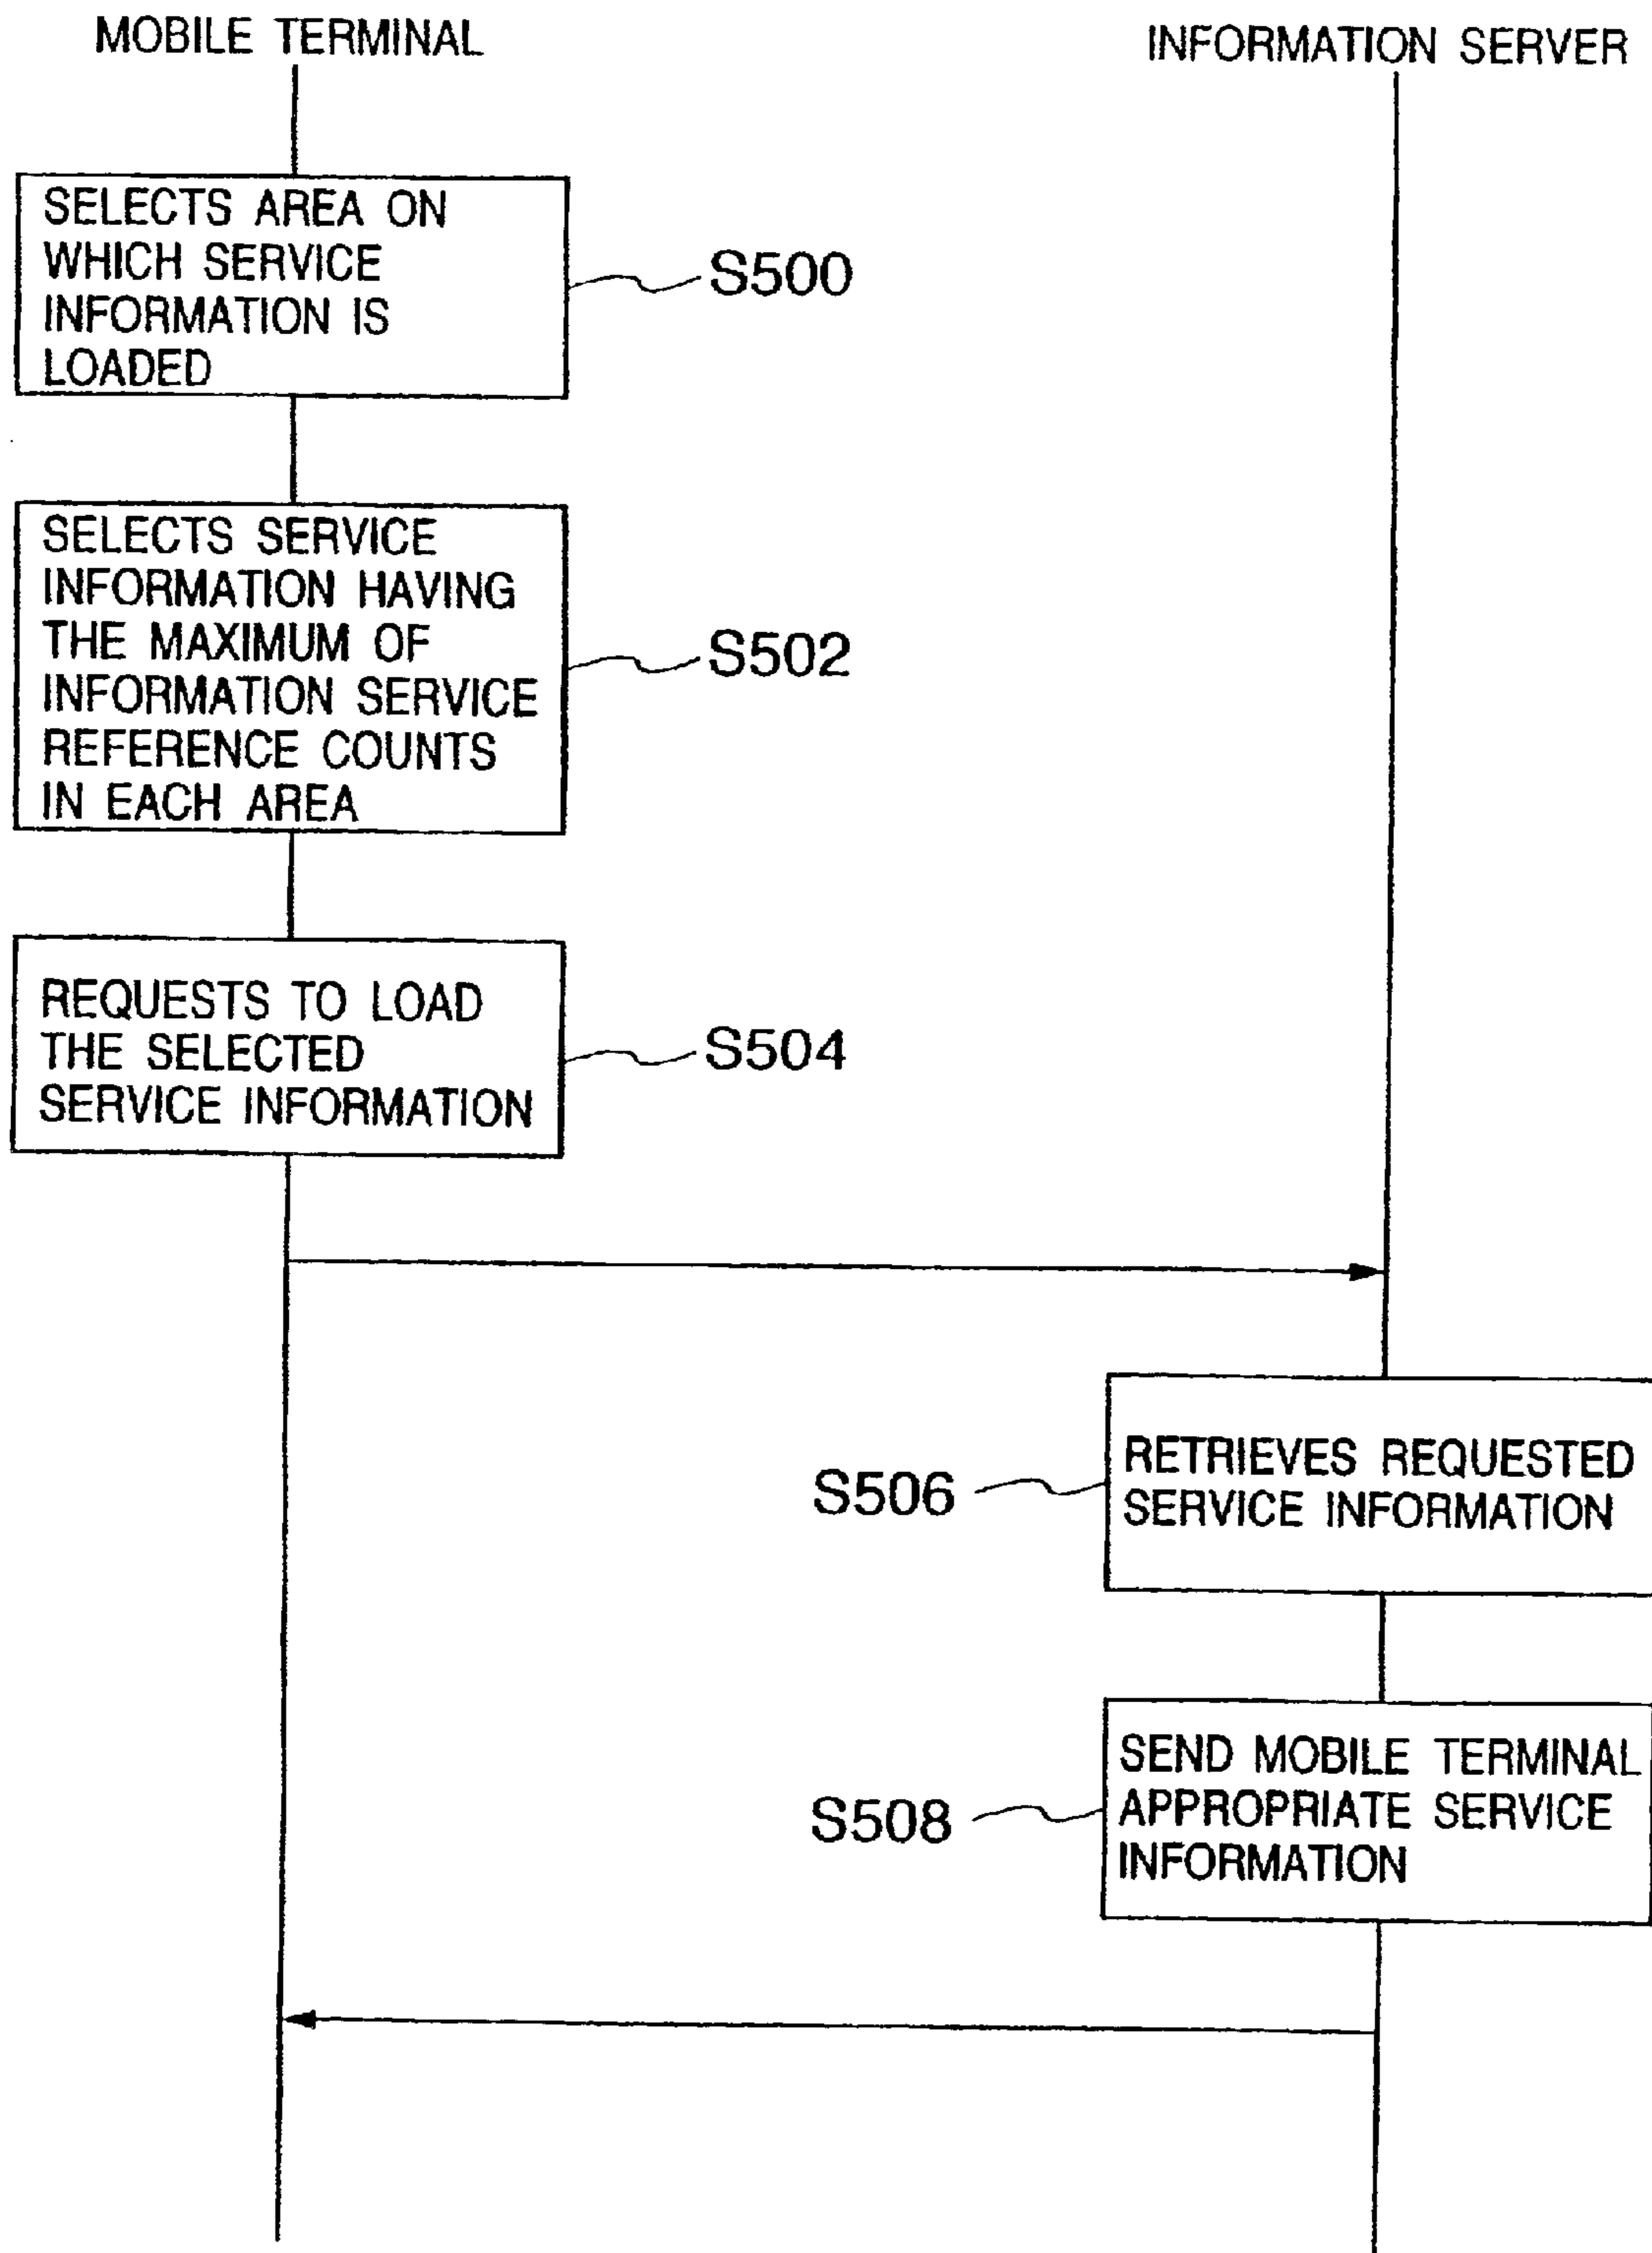 MOBILE TERMINAL
INFORMATION SERVER
SELECTS AREA ON
WHICH SERVICE
INFORMATION IS
LOADED
S500
SELECTS SERVICE
INFORMATION HAVING
THE MAXIMUM OF
INFORMATION SERVICE
REFERENCE COUNTS
IN EACH AREA
S502
REQUESTS TO LOAD
THE SELECTED
SERVICE INFORMATION
S504
RETRIEVES REQUESTED
SERVICE INFORMATION
S506
SEND MOBILE TERMINAL
APPROPRIATE SERVICE
INFORMATION
S508